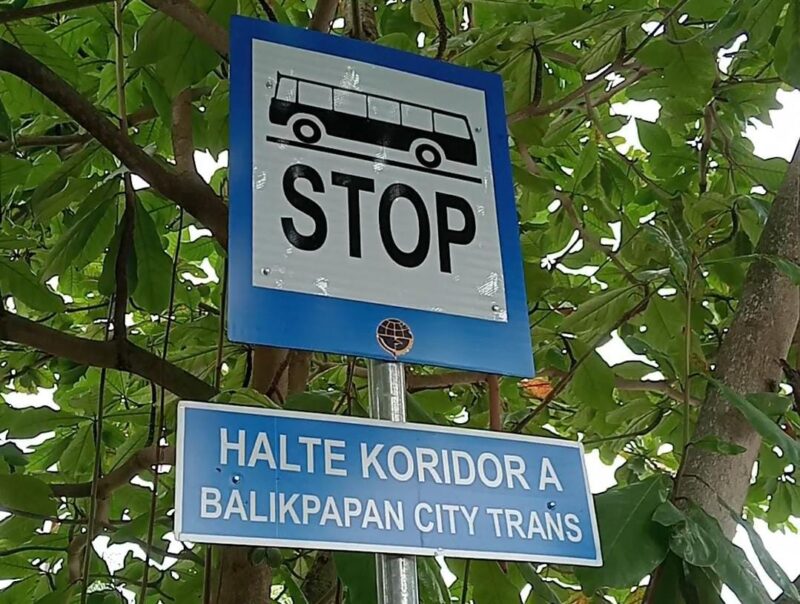 STOP
HALTE KORIDOR A
BALIKPAPAN CITY TRANS